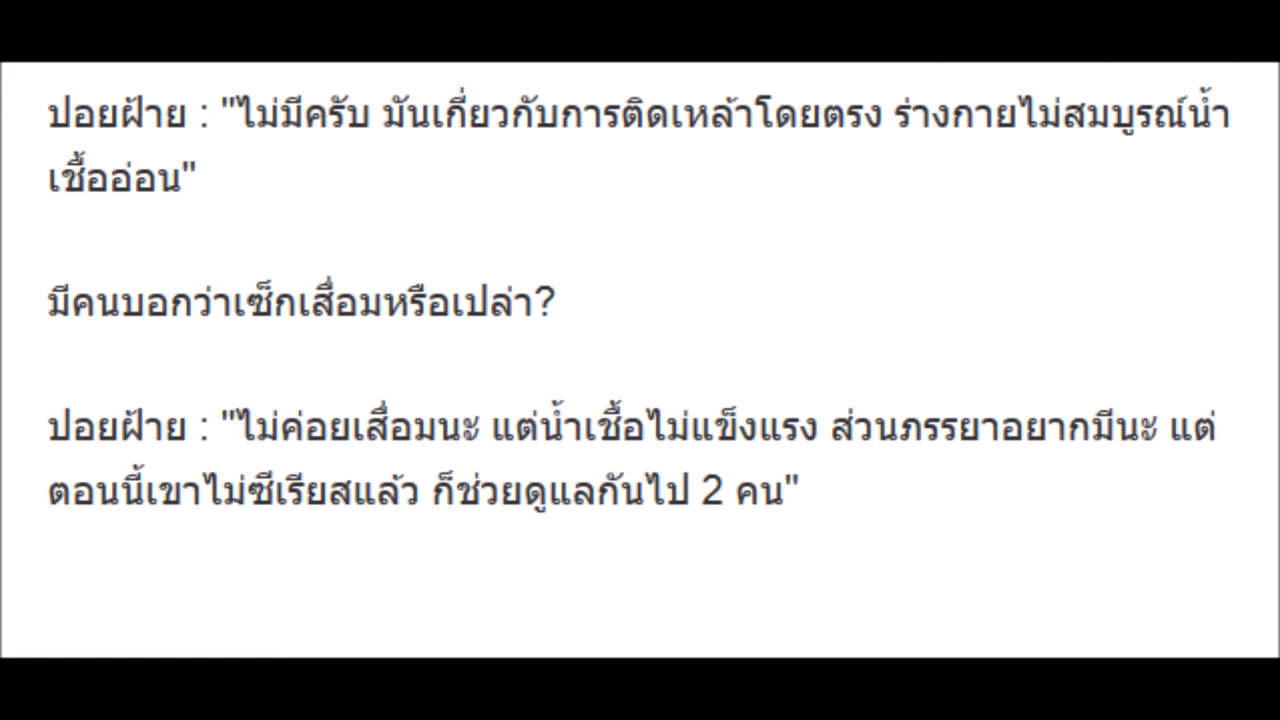 ปอยฝ้าย : "ไม่มีครับ มันเกี่ยวกับการติดเหล้าโดยตรง ร่างกายไม่สมบูรณ์น้ำ
เชื้ออ่อน"
มีคนบอกว่าเซ็กเสื่อมหรือเปล่า?
ปอยฝ้าย : "ไม่ค่อยเสื่อมนะ แต่น้ำเชื้อไม่แข็งแรง ส่วนภรรยาอยากมีนะ แต่
ตอนนี้เขาไม่ซีเรียสแล้ว ก็ช่วยดูแลกันไป 2 คน"